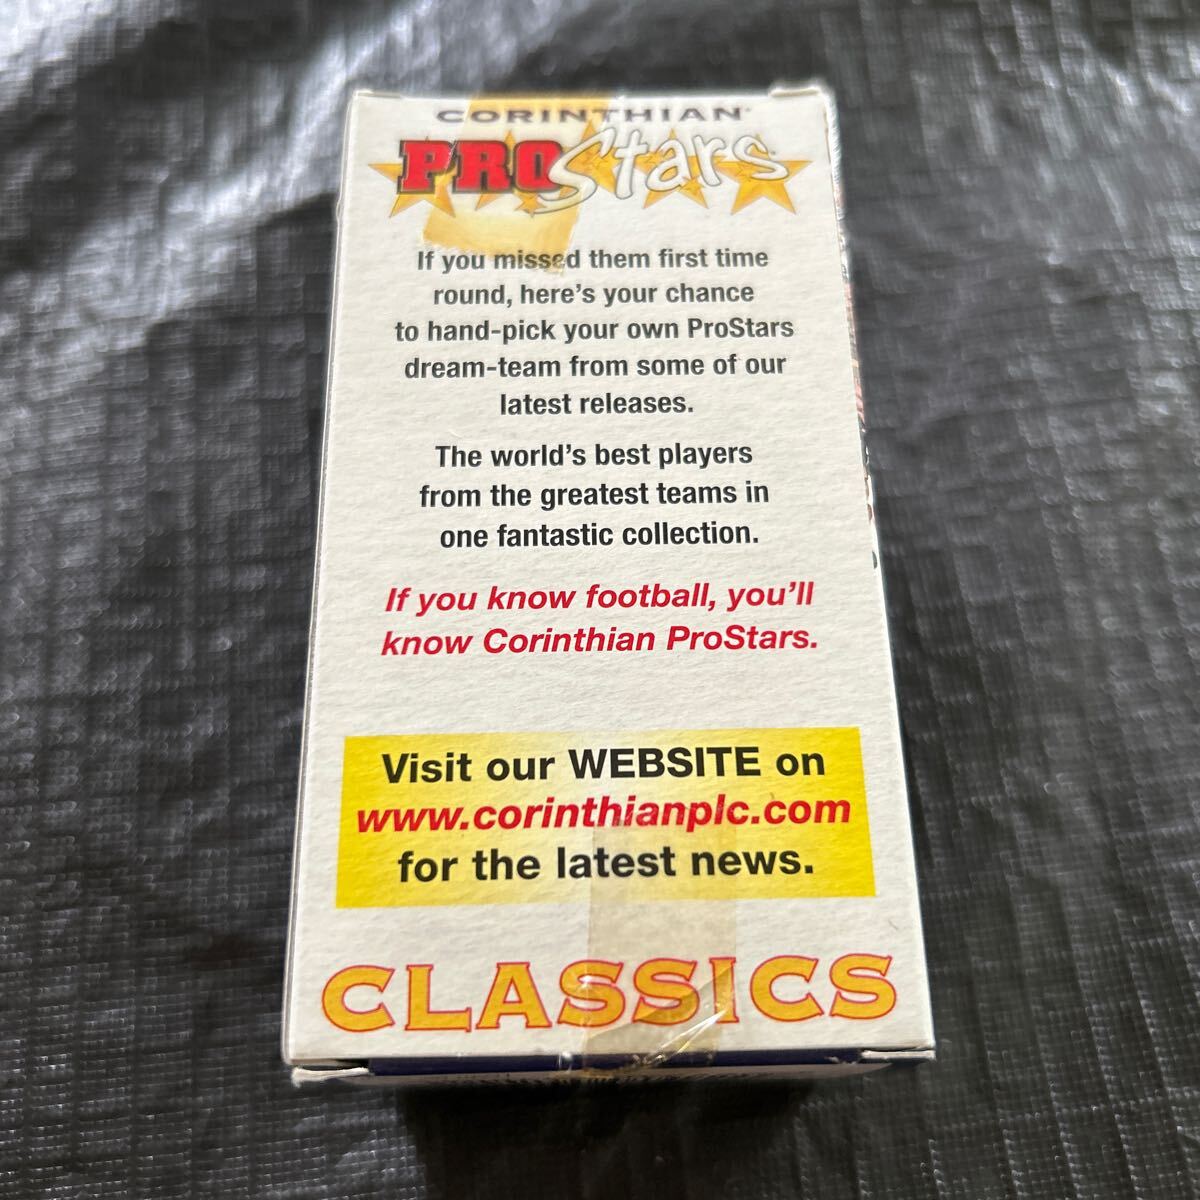 CORINTHIAN
PROStars
If you missed them first time
round, here's your chance
to hand-pick your own ProStars
dream-team from some of our
latest releases.
The world's best players
from the greatest teams in
one fantastic collection.
If you know football, you'll
know Corinthian ProStars.
Visit our WEBSITE on
www.corinthianplc.com
for the latest news.
CLASSICS